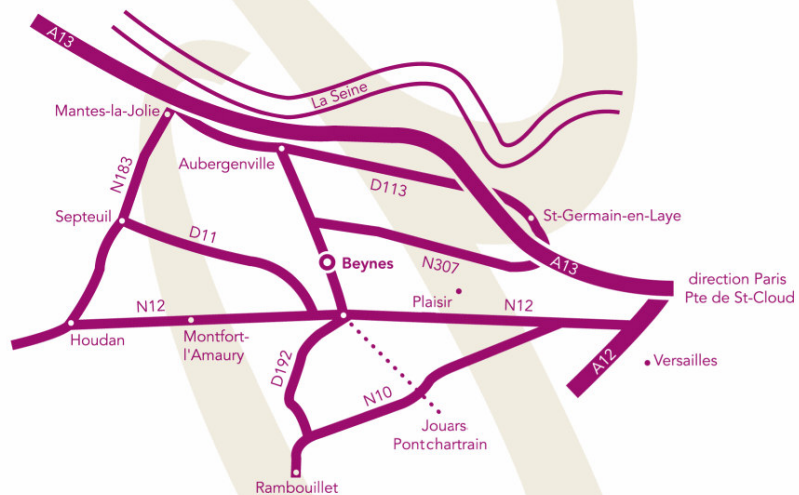 A13
La Seine
Mantes-la-Jolie
Aubergenville
N183
D113
Septeuil
D11
St-Germain-en-Laye
Beynes
N307
A13
direction Paris
Pte de St-Cloud
N12
Plaisir
N12
Houdan
Montfort-
l'Amaury
D192
A12
Versailles
N10
Jouars
Pontchartrain
Rambouillet